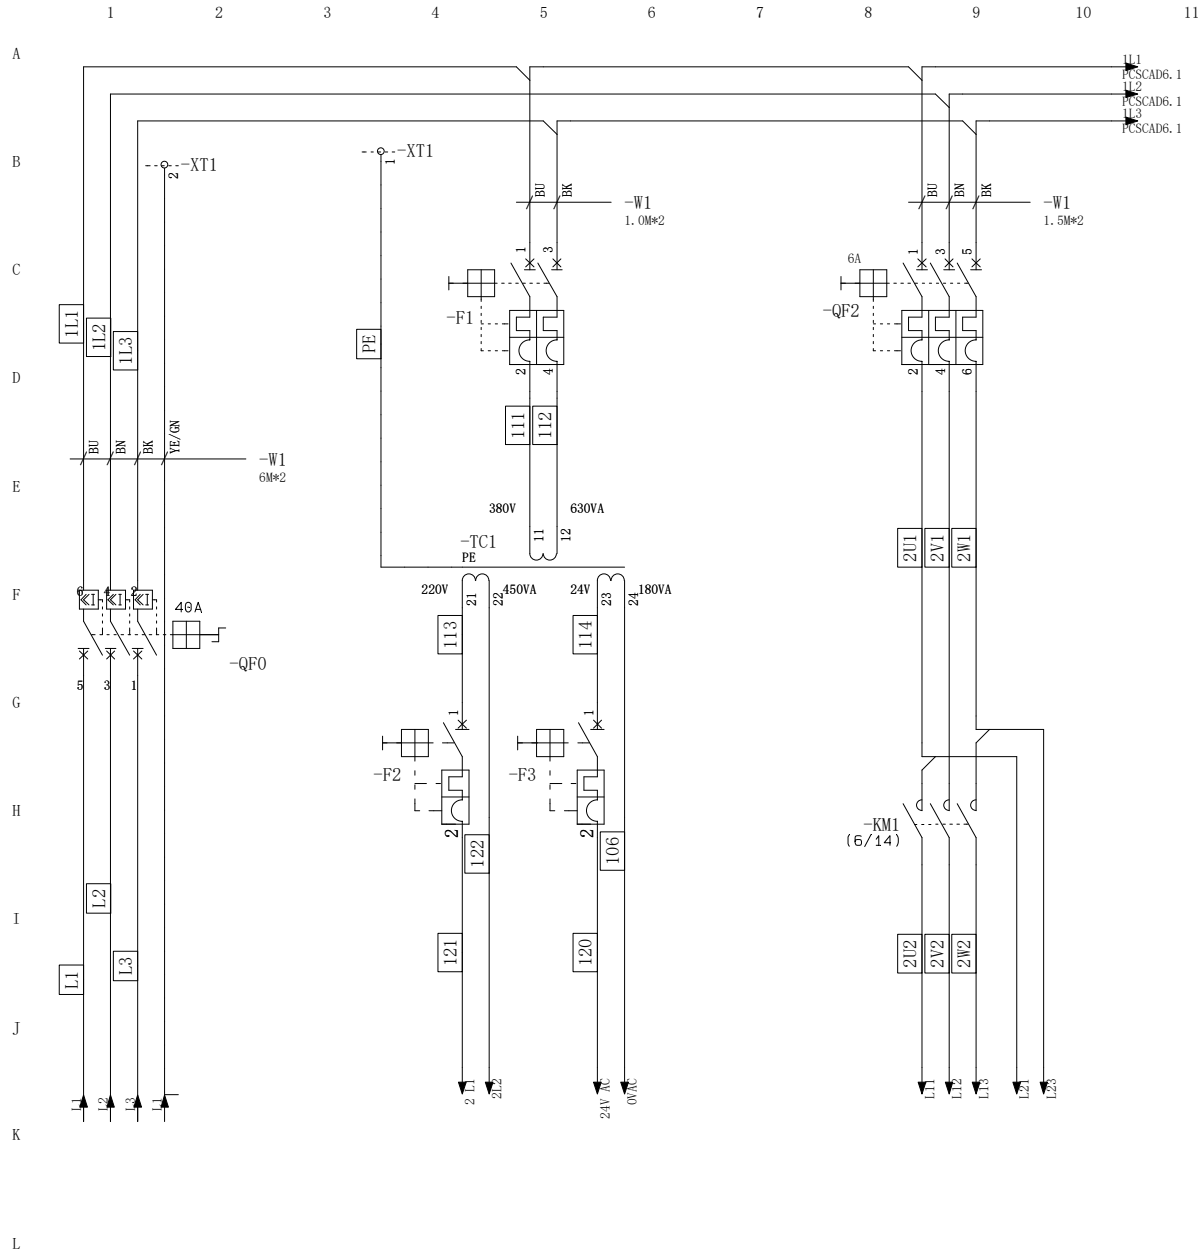 1 2 3 4 5 6 7 8 9 10 11
A
1L1
PCSCAD6.1
1L2
PCSCAD6.1
1L3
PCSCAD6.1
B
-XT1
2
-XT1
1
BU
BK
-W1
1.0M*2
BU
BN
BK
-W1
1.5M*2
C
1
3
1
3
5
6A
-F1
-QF2
1L1
1L2
1L3
PE
2
4
2
4
6
D
111
112
BU
BN
BK
YE/GN
-W1
6M*2
E
380V
630VA
11
12
-TC1
PE
2U1
2V1
2W1
F
220V
21
22
450VA
24V
23
24
180VA
6
4
2
40A
-QF0
113
114
5
3
1
G
1
1
-F2
-F3
H
2
2
-KM1
(6/14)
122
106
L2
I
L1
L3
121
120
2U2
2V2
2W2
J
L1
L2
L3
L1
2 L1
2L2
24V AC
0VAC
L11
L12
L13
L21
L23
K
L